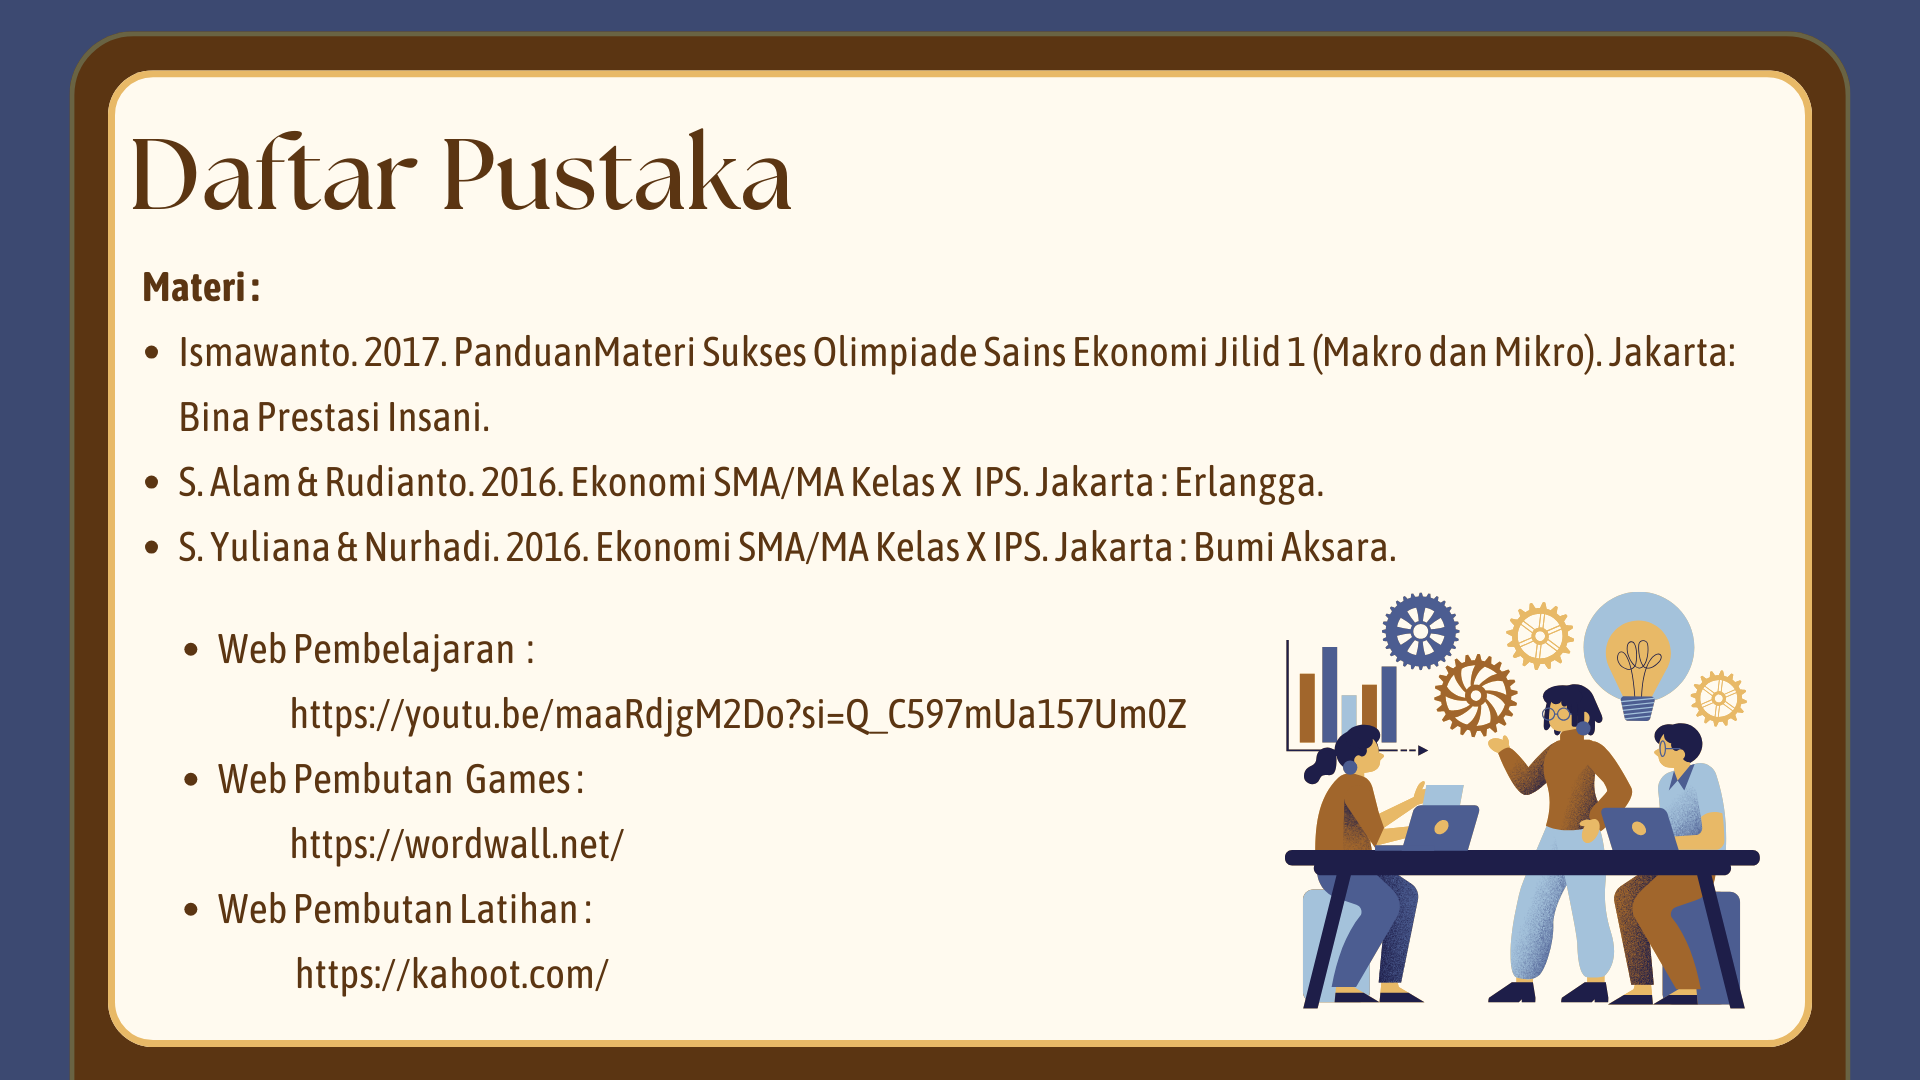 Daftar Pustaka
Materi :
• Ismawanto. 2017. PanduanMateri Sukses Olimpiade Sains Ekonomi Jilid 1 (Makro dan Mikro). Jakarta:
Bina Prestasi Insani.
• S. Alam & Rudianto. 2016. Ekonomi SMA/MA Kelas X  IPS. Jakarta : Erlangga.
• S. Yuliana & Nurhadi. 2016. Ekonomi SMA/MA Kelas X IPS. Jakarta : Bumi Aksara.
• Web Pembelajaran  :
https://youtu.be/maaRdjgM2Do?si=Q_C597mUa157Um0Z
• Web Pembutan  Games :
https://wordwall.net/
• Web Pembutan Latihan :
https://kahoot.com/